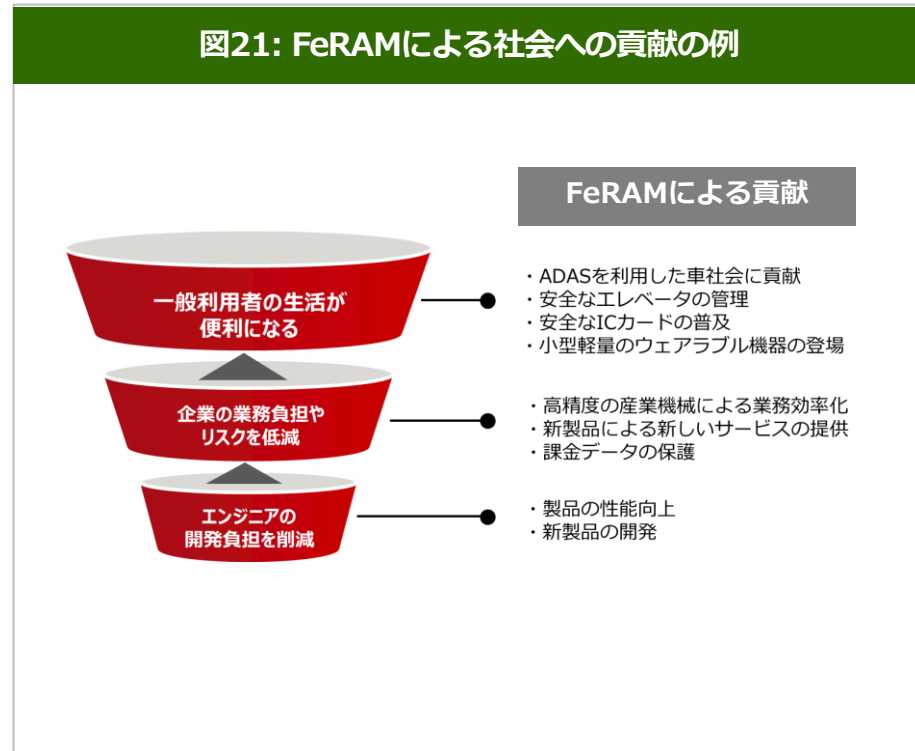 図21: FeRAMによる社会への貢献の例
FeRAMによる貢献
一般利用者の生活が
便利になる
・ADASを利用した車社会に貢献
・安全なエレベータの管理
・安全なICカードの普及
・小型軽量のウェアラブル機器の登場
企業の業務負担や
リスクを低減
・高精度の産業機械による業務効率化
・新製品による新しいサービスの提供
・課金データの保護
エンジニアの
開発負担を削減
・製品の性能向上
・新製品の開発